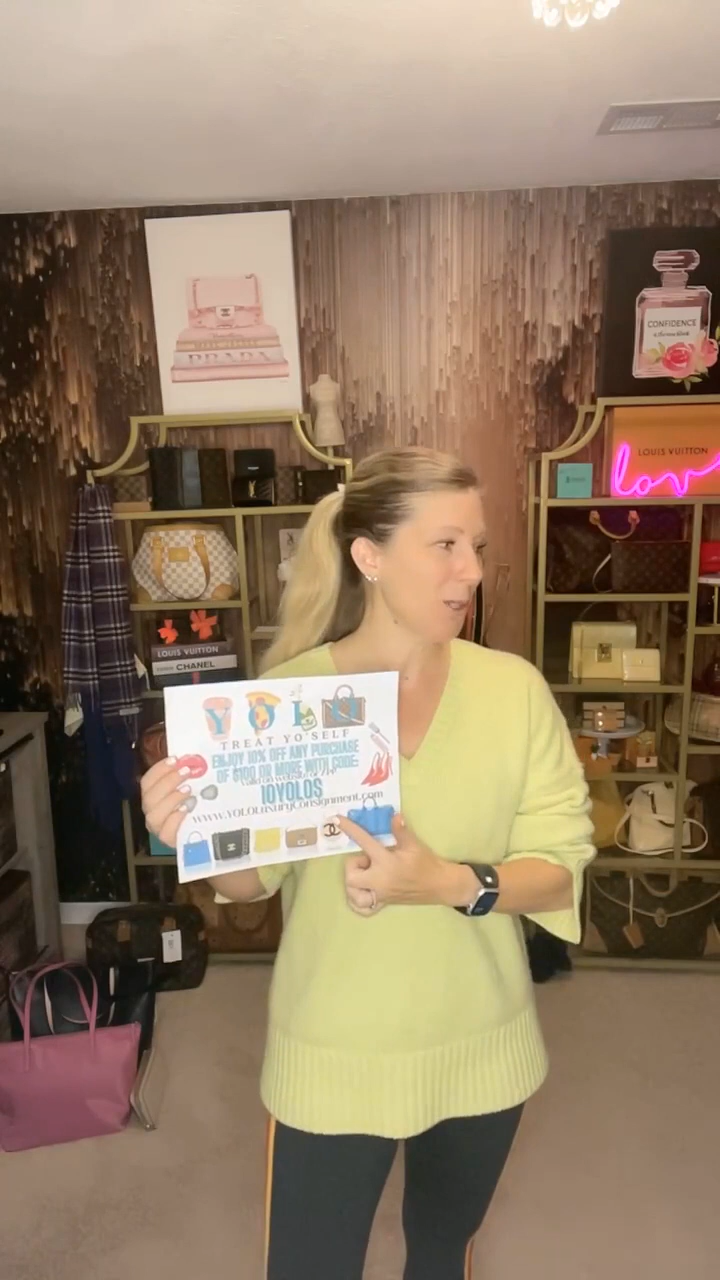 PRADA
CONFIDENCE
LOUIS VUITTON
love
LOUIS VUITTON
CHANEL
YOLO
TREAT YO'SELF
ENJOY 10% OFF ANY PURCHASE
OF $100 OR MORE WITH CODE:
10YOLOS
www.YOLOLuxuryConsignment.com